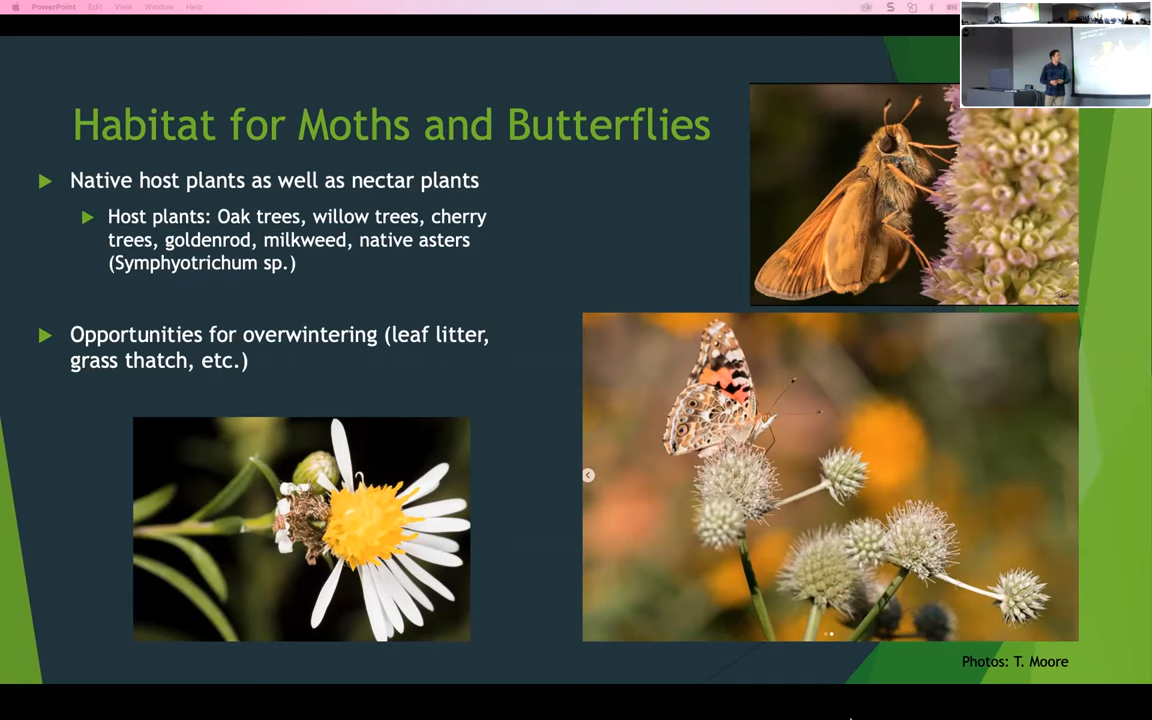 PowerPoint Edit View Window Help
Habitat for Moths and Butterflies
Native host plants as well as nectar plants
Host plants: Oak trees, willow trees, cherry
trees, goldenrod, milkweed, native asters
(Symphyotrichum sp.)
Opportunities for overwintering (leaf litter,
grass thatch, etc.)
Photos: T. Moore